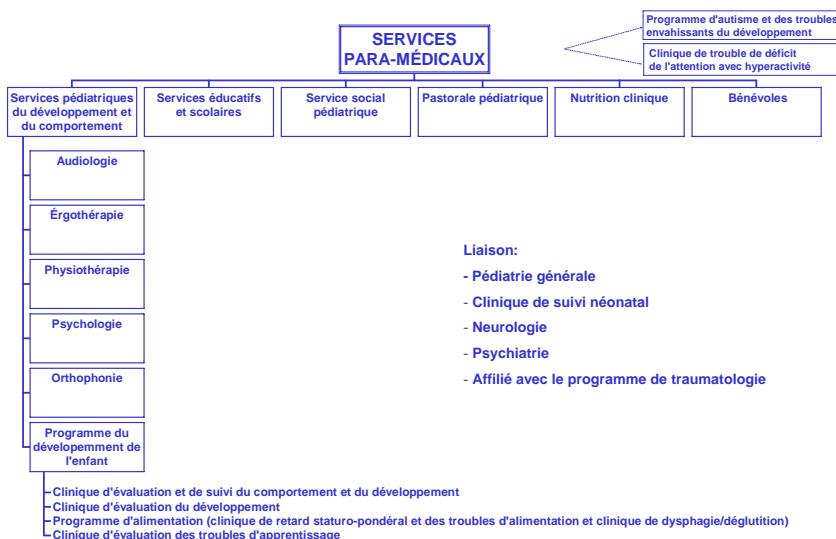 SERVICES
PARA-MÉDICAUX
Programme d'autisme et des troubles
envahissants du développement
Clinique de trouble de déficit
de l'attention avec hyperactivité
Services pédiatriques
du développement et
du comportement
Services éducatifs
et scolaires
Service social
pédiatrique
Pastorale pédiatrique
Nutrition clinique
Bénévoles
Audiologie
Érgothérapie
Physiothérapie
Psychologie
Orthophonie
Programme du
dévelopemment de
l'enfant
Liaison:
- Pédiatrie générale
- Clinique de suivi néonatal
- Neurologie
- Psychiatrie
- Affilié avec le programme de traumatologie
Clinique d'évaluation et de suivi du comportement et du développement
Clinique d'évaluation du développement
Programme d'alimentation (clinique de retard staturo-pondéral et des troubles d'alimentation et clinique de dysphagie/déglutition)
Clinique d'évaluation des troubles d'apprentissage